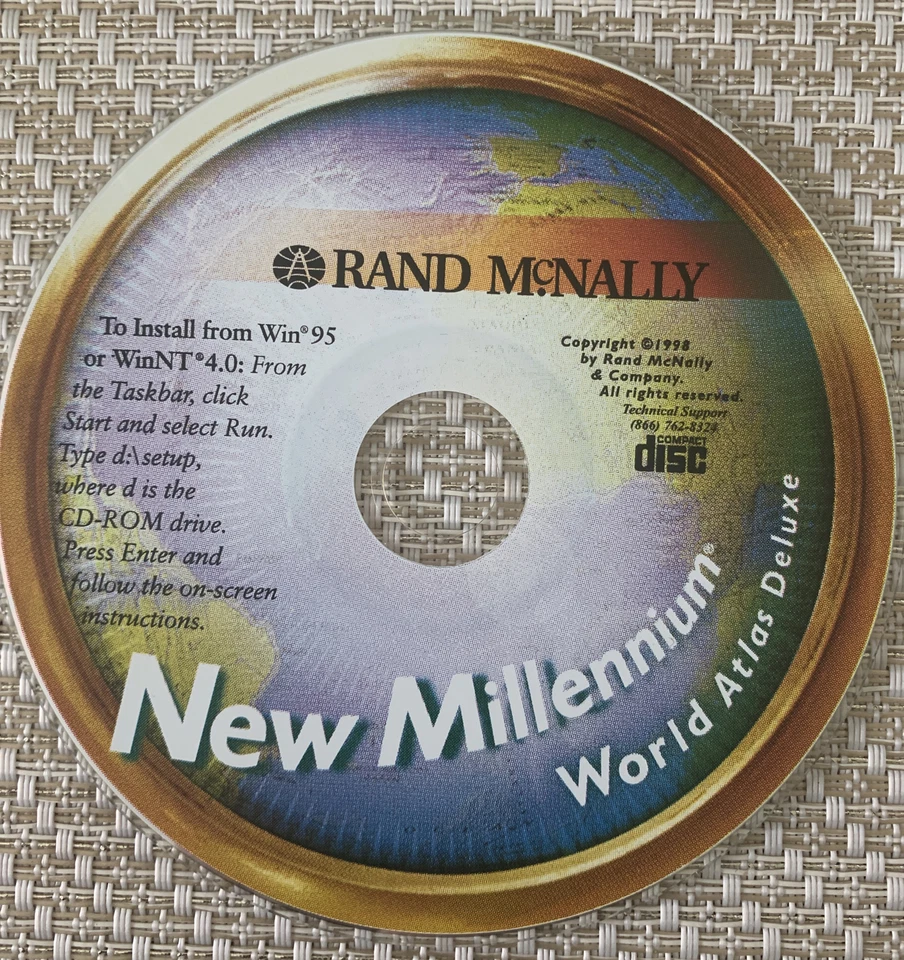 RAND McNALLY
To Install from Win®95
or WinNT®4.0: From
the Taskbar, click
Start and select Run.
Type d:\setup,
where d is the
CD-ROM drive.
Press Enter and
follow the on-screen
instructions.
Copyright ©1998
by Rand McNally
& Company.
All rights reserved.
Technical Support
(866) 762-8324
COMPACT
disc
New Millennium®
World Atlas Deluxe